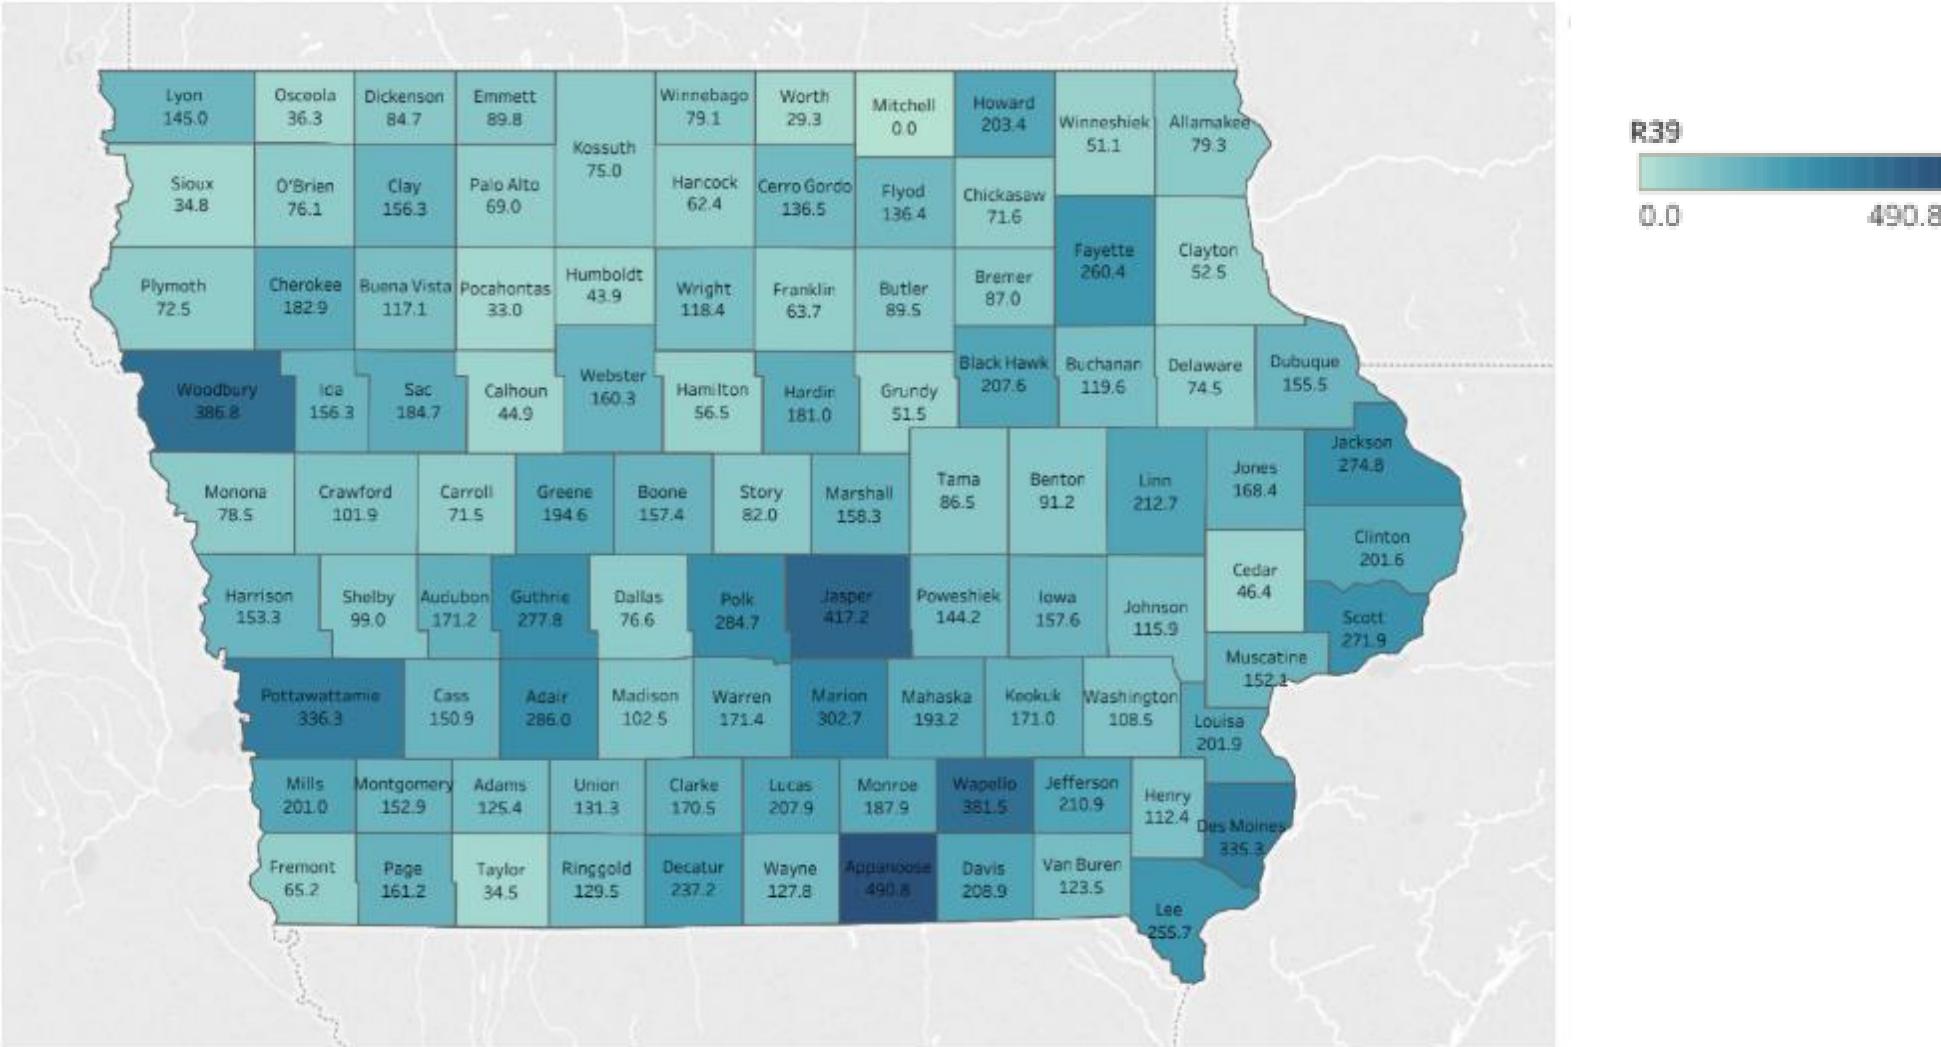 Lyon
145.0
Osceola
36.3
Dickenson
84.7
Emmett
89.8
Kossuth
75.0
Winnebago
79.1
Worth
29.3
Mitchell
0.0
Howard
203.4
Winneshiek
51.1
Allamakee
79.3
R39
0.0
490.8
Sioux
34.8
O'Brien
76.1
Clay
156.3
Palo Alto
69.0
Hancock
62.4
Cerro Gordo
136.5
Flyod
136.4
Chickasaw
71.6
Fayette
260.4
Clayton
52.5
Plymoth
72.5
Cherokee
182.9
Buena Vista
117.1
Pocahontas
33.0
Humboldt
43.9
Wright
118.4
Franklin
63.7
Butler
89.5
Bremer
87.0
Woodbury
386.8
Ida
156.3
Sac
184.7
Calhoun
44.9
Webster
160.3
Hamilton
56.5
Hardin
181.0
Grundy
51.5
Black Hawk
207.6
Buchanan
119.6
Delaware
74.5
Dubuque
155.5
Monona
78.5
Crawford
101.9
Carroll
71.5
Greene
194.6
Boone
157.4
Story
82.0
Marshall
158.3
Tama
86.5
Benton
91.2
Linn
212.7
Jones
168.4
Jackson
274.8
Clinton
201.6
Harrison
153.3
Shelby
99.0
Audubon
171.2
Guthrie
277.8
Dallas
76.6
Polk
284.7
Jasper
417.2
Poweshiek
144.2
Iowa
157.6
Johnson
115.9
Cedar
46.4
Scott
271.9
Muscatine
152.1
Pottawattamie
336.3
Cass
150.9
Adair
286.0
Madison
102.5
Warren
171.4
Marion
302.7
Mahaska
193.2
Keokuk
171.0
Washington
108.5
Louisa
201.9
Mills
201.0
Montgomery
152.9
Adams
125.4
Union
131.3
Clarke
170.5
Lucas
207.9
Monroe
187.9
Wapello
381.5
Jefferson
210.9
Henry
112.4
Des Moines
335.3
Fremont
65.2
Page
161.2
Taylor
34.5
Ringgold
129.5
Decatur
237.2
Wayne
127.8
Appanoose
490.8
Davis
208.9
Van Buren
123.5
Lee
255.7